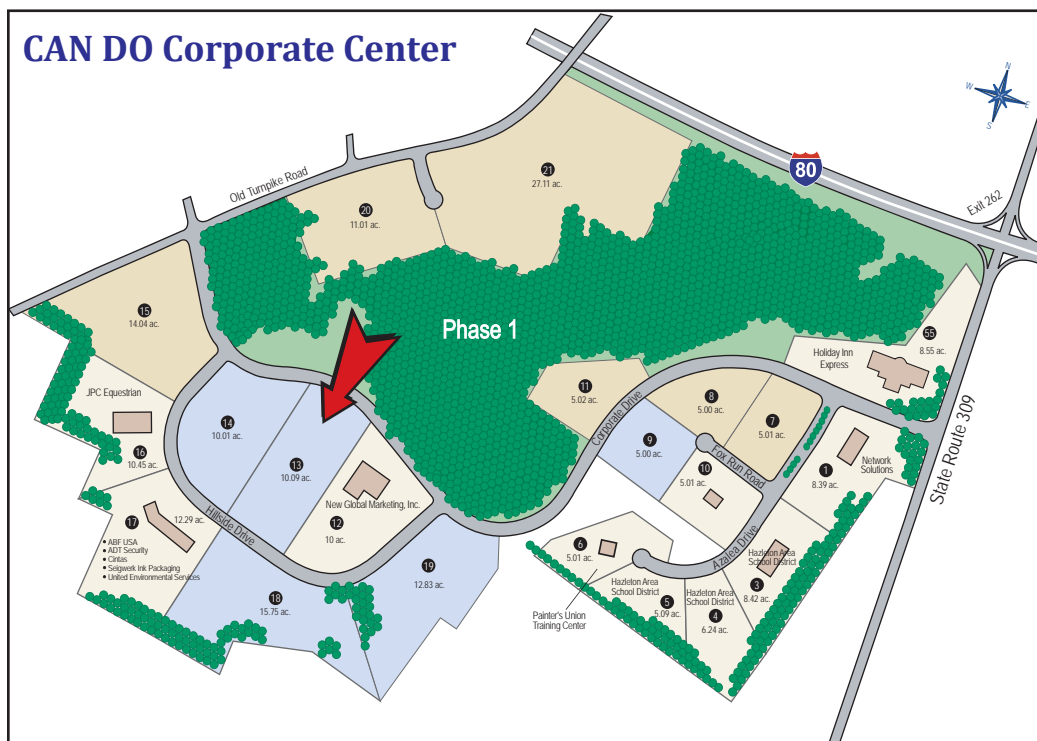 CAN DO Corporate Center
N
W
E
S
80
Exit 262
Old Turnpike Road
21
27.11 ac.
20
11.01 ac.
15
14.04 ac.
Phase 1
55
8.55 ac.
Holiday Inn
Express
State Route 309
JPC Equestrian
16
10.45 ac.
14
10.01 ac.
13
10.09 ac.
New Global Marketing, Inc.
12
10 ac.
11
5.02 ac.
Corporate Drive
8
5.00 ac.
7
5.01 ac.
9
5.00 ac.
Fox Run Road
10
5.01 ac.
1
8.39 ac.
Network
Solutions
17
12.29 ac.
• ABF USA
• ADT Security
• Cintas
• Seigwerk Ink Packaging
• United Environmental Services
Hillside Drive
18
15.75 ac.
19
12.83 ac.
6
5.01 ac.
Painter's Union
Training Center
Azalea Drive
Hazleton Area
School District
5
5.09 ac.
Hazleton Area
School District
4
6.24 ac.
Hazleton Area
School District
3
8.42 ac.